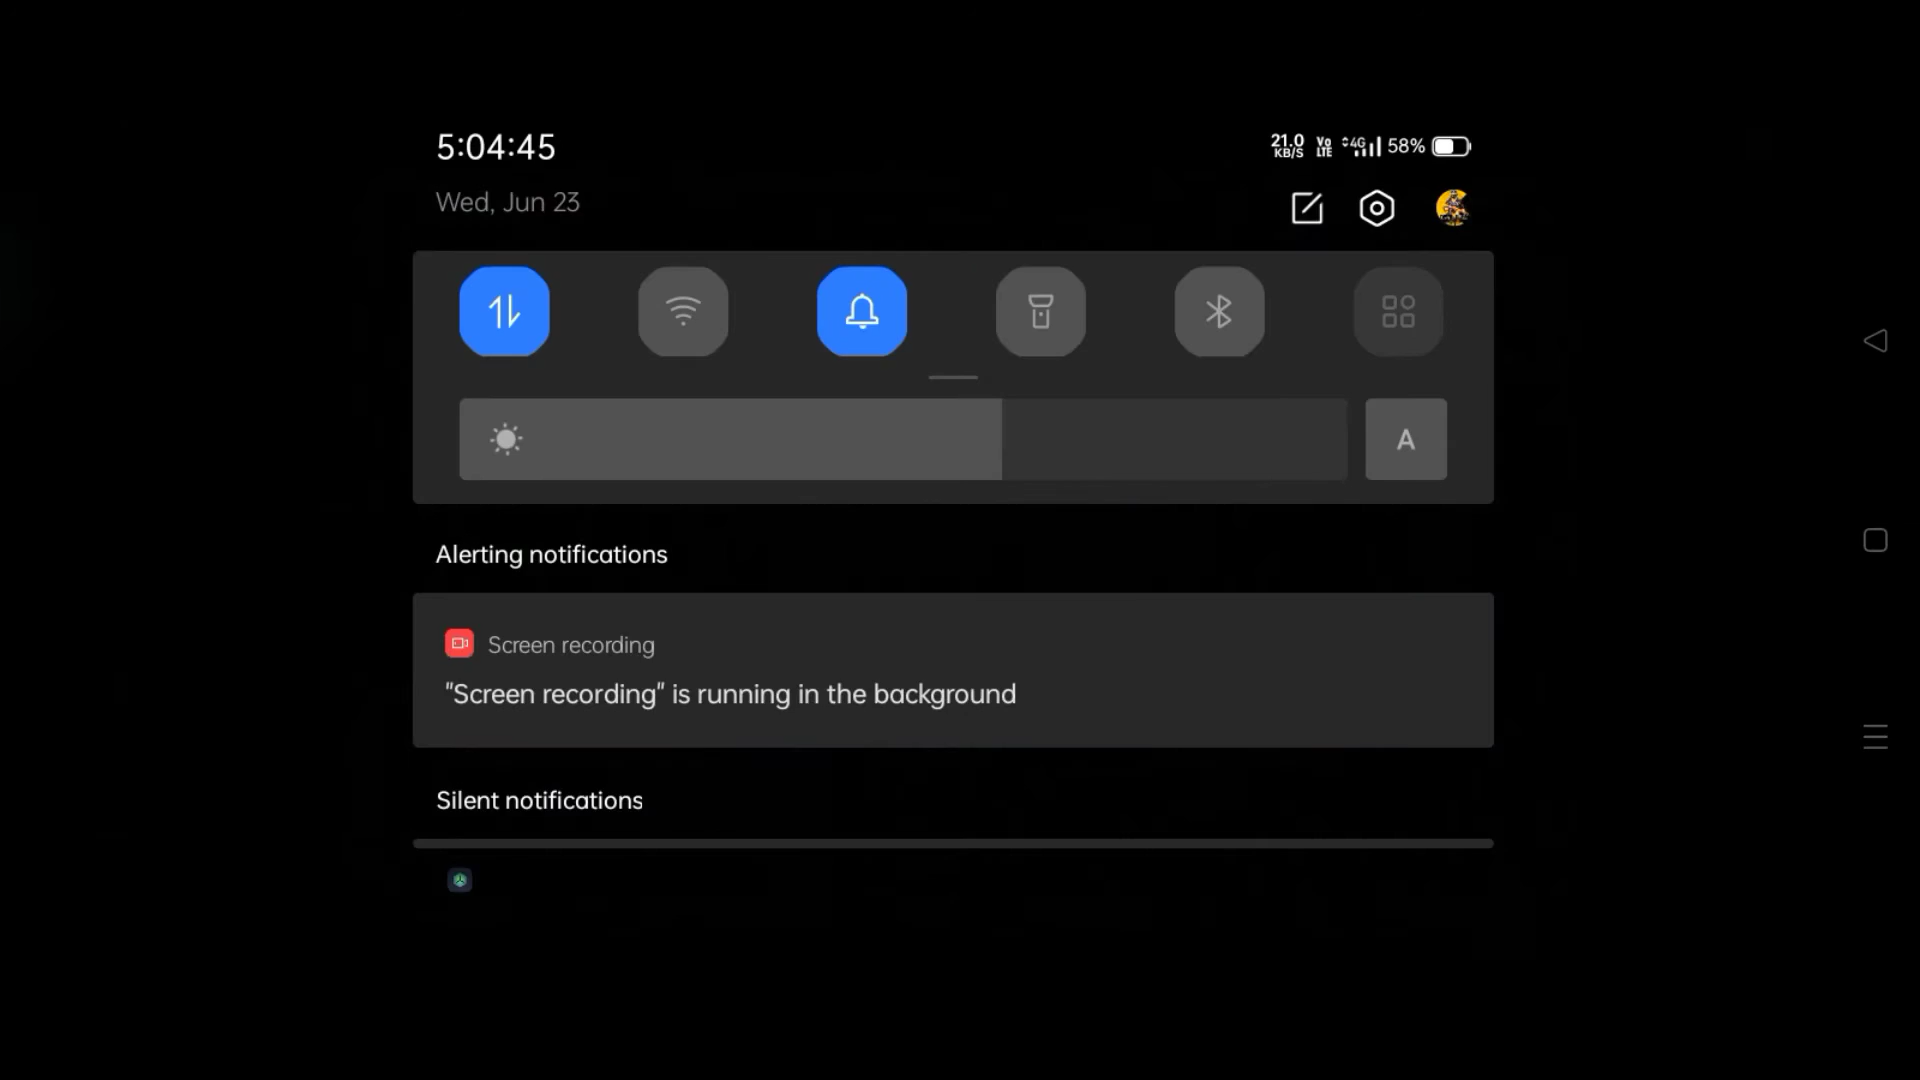 5:04:45
21.0 KB/S Vo LTE 4G 58%
Wed, Jun 23
A
Alerting notifications
Screen recording
"Screen recording" is running in the background
Silent notifications